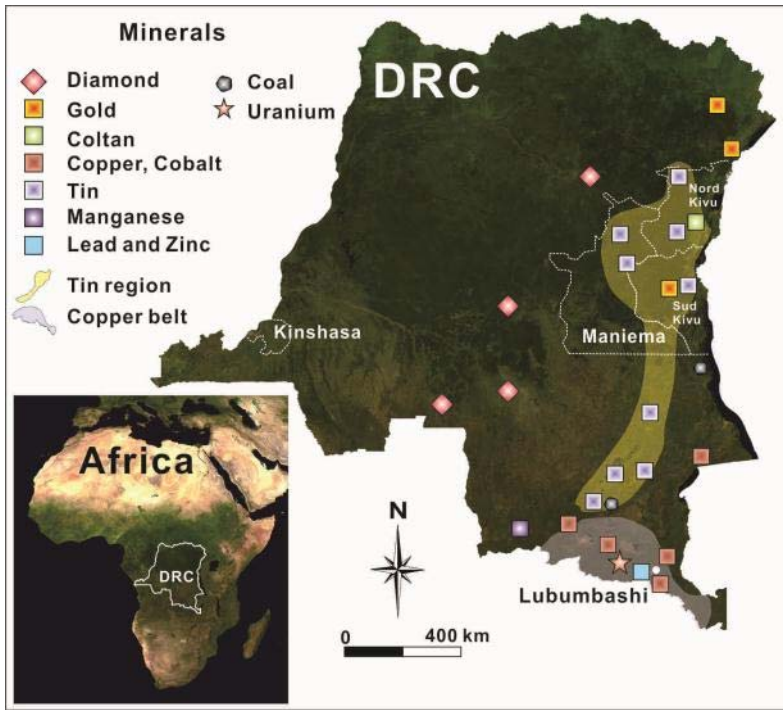 Minerals
Diamond
Gold
Coltan
Copper, Cobalt
Tin
Manganese
Lead and Zinc
Tin region
Copper belt
Coal
Uranium
DRC
Nord
Kivu
Sud
Kivu
Maniema
Kinshasa
Lubumbashi
Africa
DRC
N
0 400 km